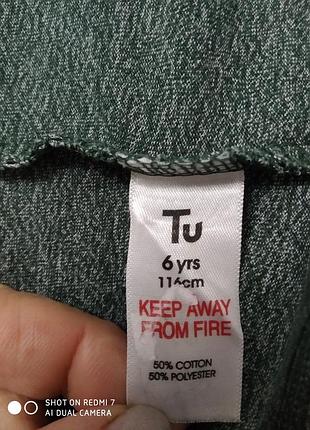 Tu
6 yrs
116cm
KEEP AWAY
FROM FIRE
50% COTTON
50% POLYESTER
SHOT ON REDMI 7
AI DUAL CAMERA